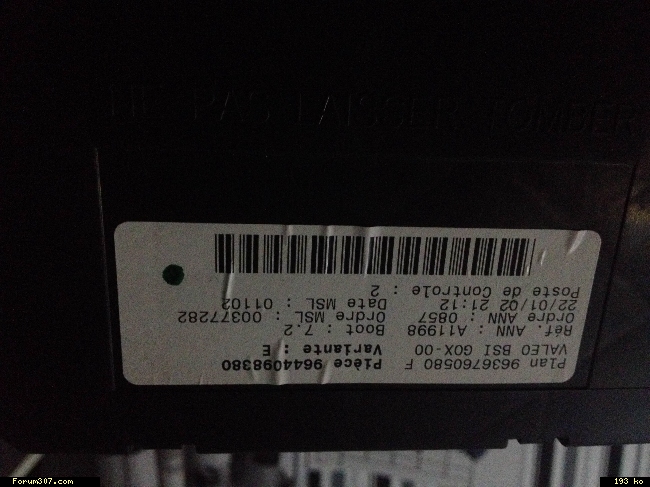 NE PAS LAISSER TOMBER
Plan 9636760580 F Pièce 9644098380
VALEO BSI G0X-00 Variante : E
Réf. ANN : A11998 Boot : 7.2
Ordre ANN : 0857 Ordre MSL : 00377282
22/01/02 21:12 Date MSL : 01102
Poste de Controle : 2
Forum307.com
193 ko